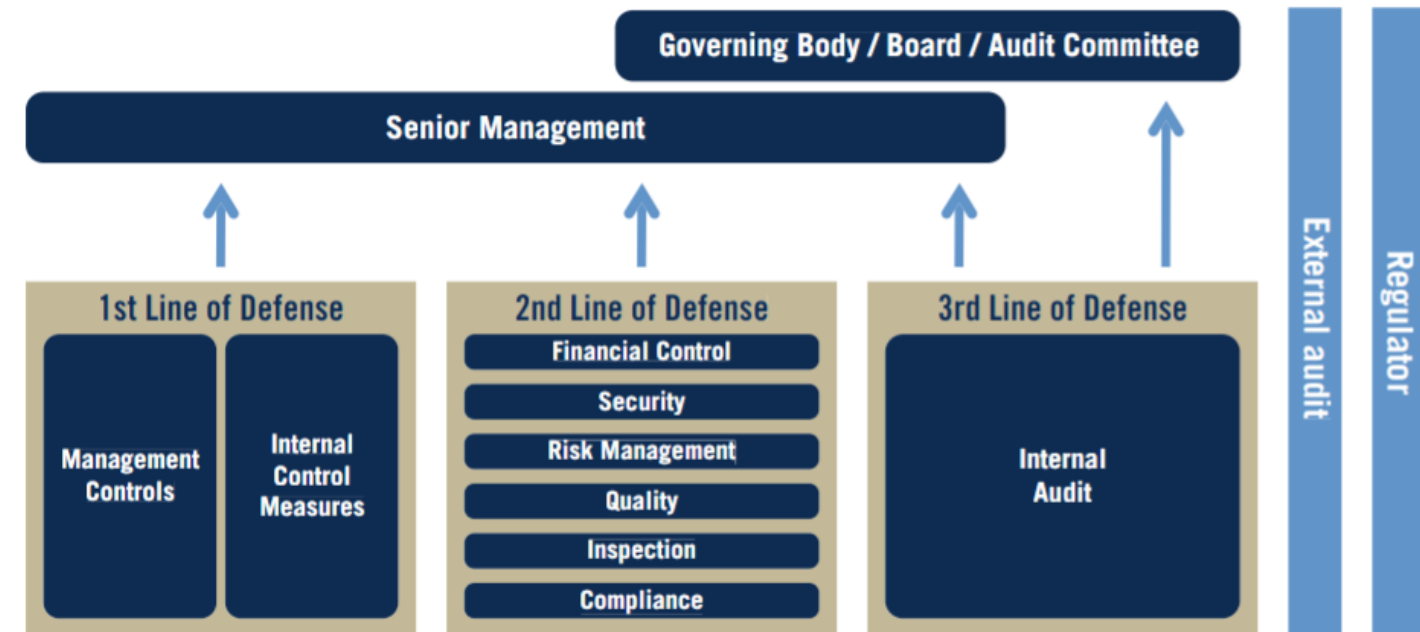 Governing Body / Board / Audit Committee
Senior Management
1st Line of Defense
Management
Controls
Internal
Control
Measures
2nd Line of Defense
Financial Control
Security
Risk Management
Quality
Inspection
Compliance
3rd Line of Defense
Internal
Audit
External audit
Regulator